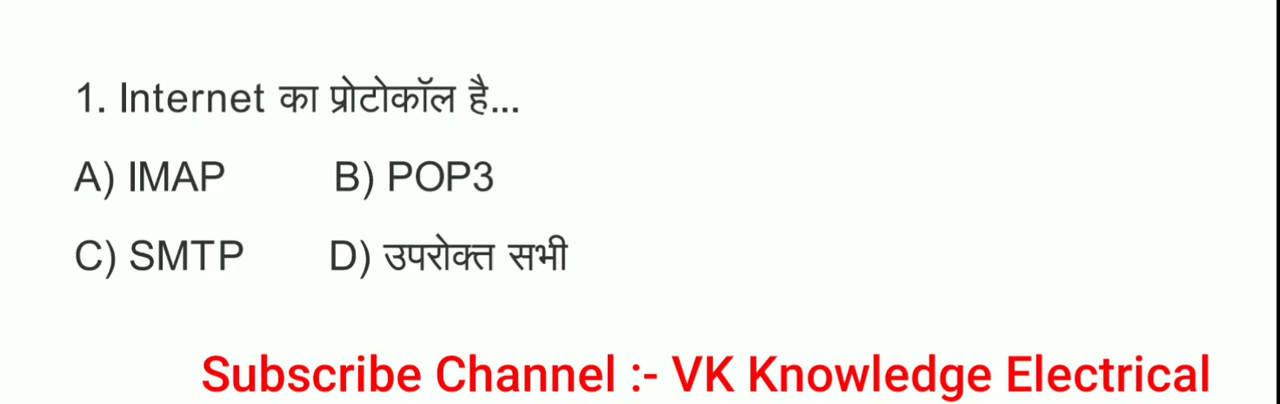 1. Internet का प्रोटोकॉल है...
A) IMAP B) POP3
C) SMTP D) उपरोक्त सभी
Subscribe Channel :- VK Knowledge Electrical